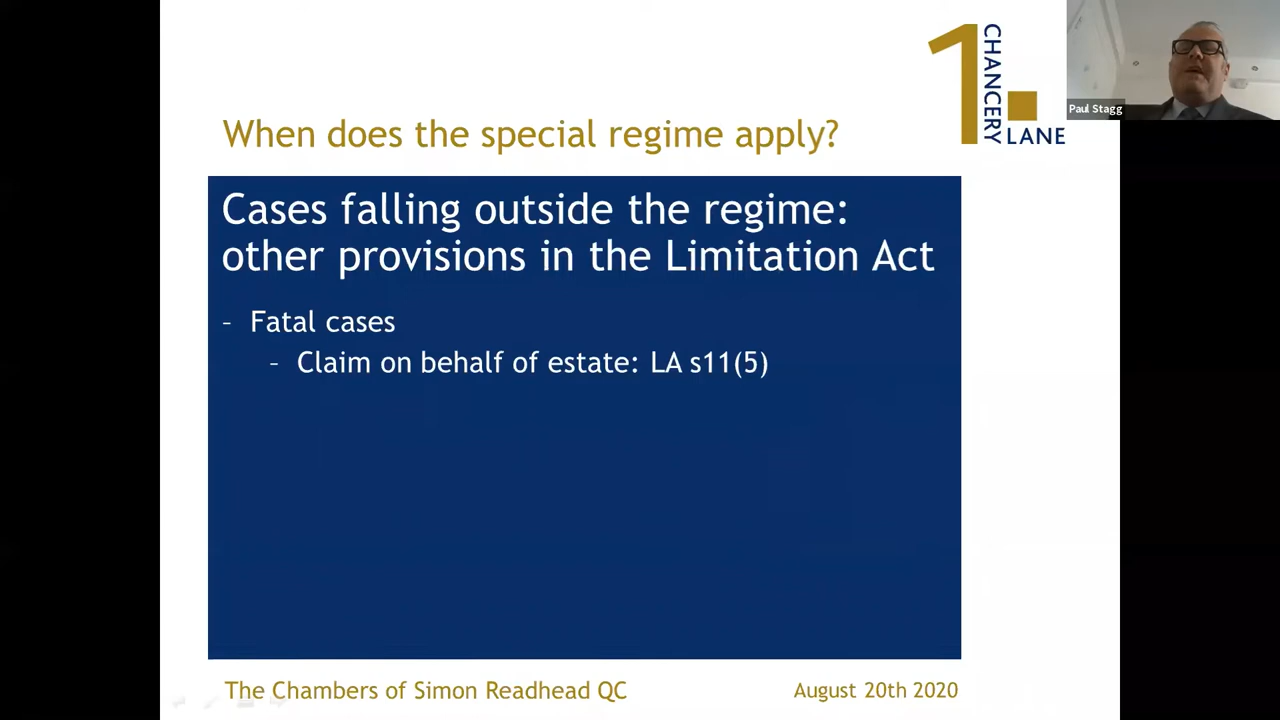 1 CHANCERY LANE
Paul Stagg
When does the special regime apply?
Cases falling outside the regime:
other provisions in the Limitation Act
- Fatal cases
- Claim on behalf of estate: LA s11(5)
The Chambers of Simon Readhead QC
August 20th 2020